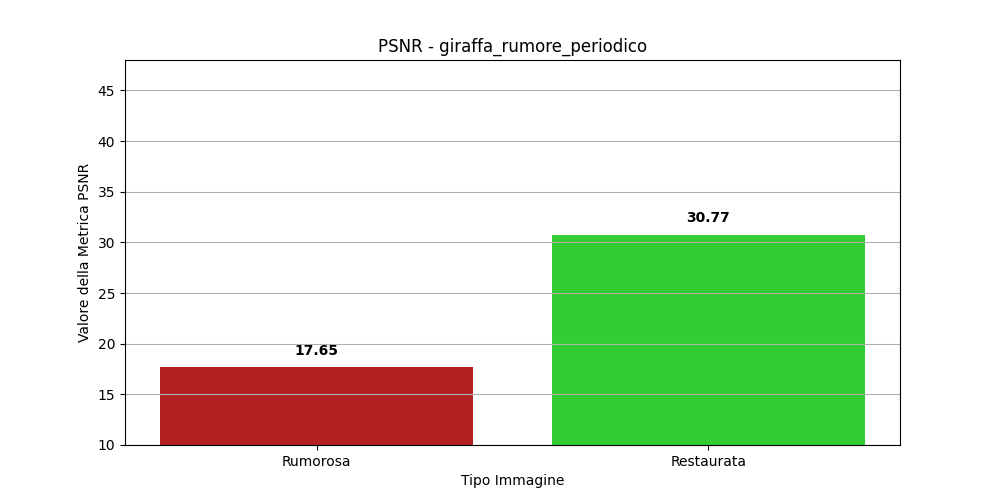 PSNR - giraffa_rumore_periodico
Valore della Metrica PSNR
45
40
35
30
25
20
15
10
17.65
30.77
Rumorosa
Restaurata
Tipo Immagine